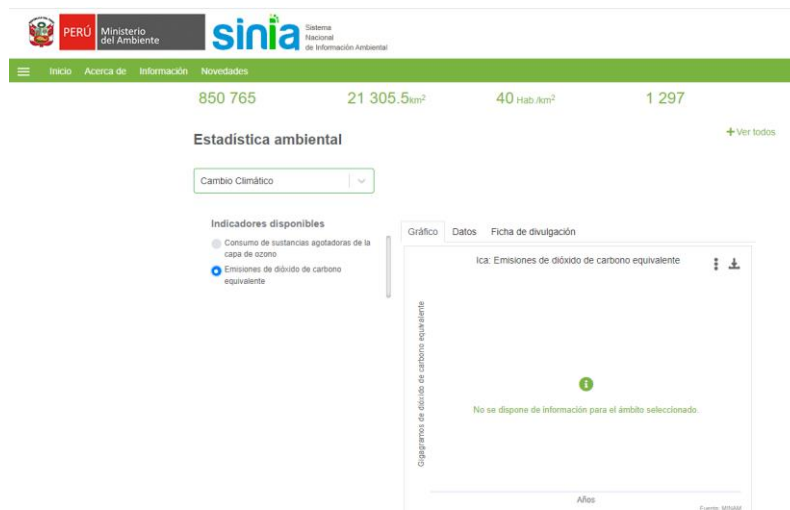 PERÚ
Ministerio
del Ambiente
sinia
Sistema
Nacional
de Información Ambiental
Inicio Acerca de Información Novedades
850 765 21 305.5km² 40 Hab./km² 1 297
Estadística ambiental
+ Ver todos
Cambio Climático
Indicadores disponibles
Consumo de sustancias agotadoras de la
capa de ozono
Emisiones de dióxido de carbono
equivalente
Gráfico Datos Ficha de divulgación
Ica: Emisiones de dióxido de carbono equivalente
Gigagramos de dióxido de carbono equivalente
No se dispone de información para el ámbito seleccionado.
Años
Fuente: MINAM